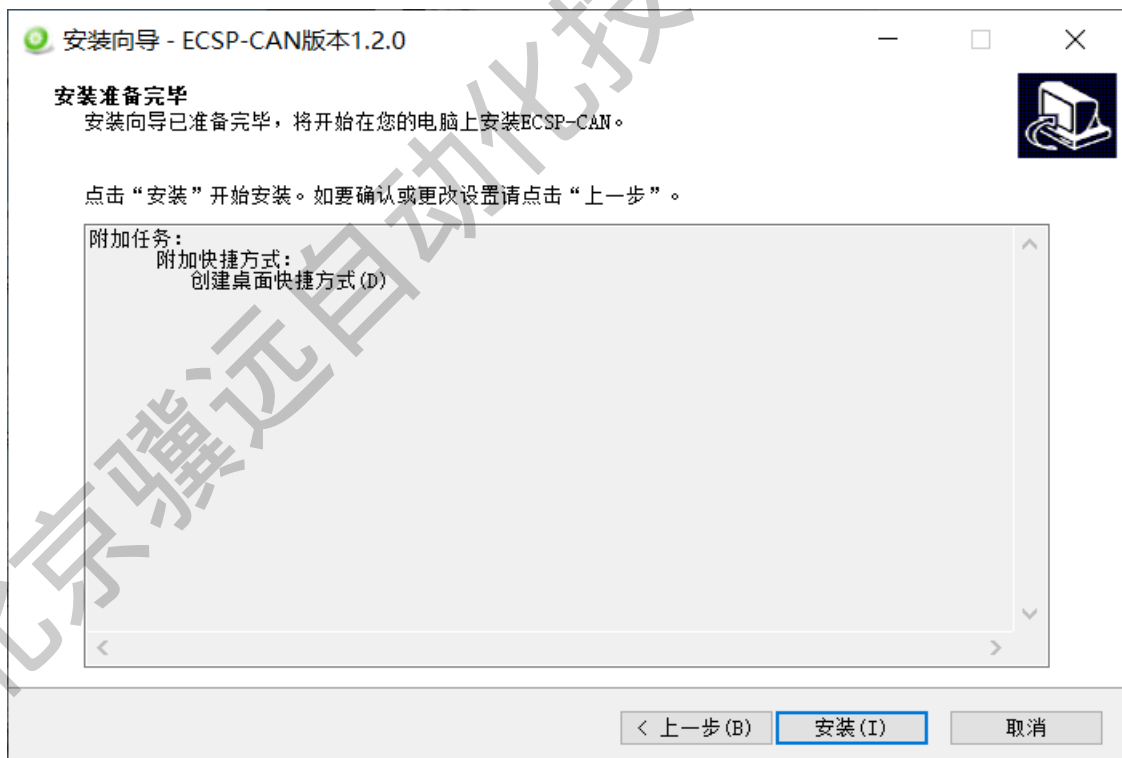 安装向导 - ECSP-CAN版本1.2.0
安装准备完毕
安装向导已准备完毕，将开始在您的电脑上安装ECSP-CAN。
点击“安装”开始安装。如要确认或更改设置请点击“上一步”。
附加任务:
附加快捷方式:
创建桌面快捷方式(D)
< 上一步(B)
安装(I)
取消
北京骥远自动化技